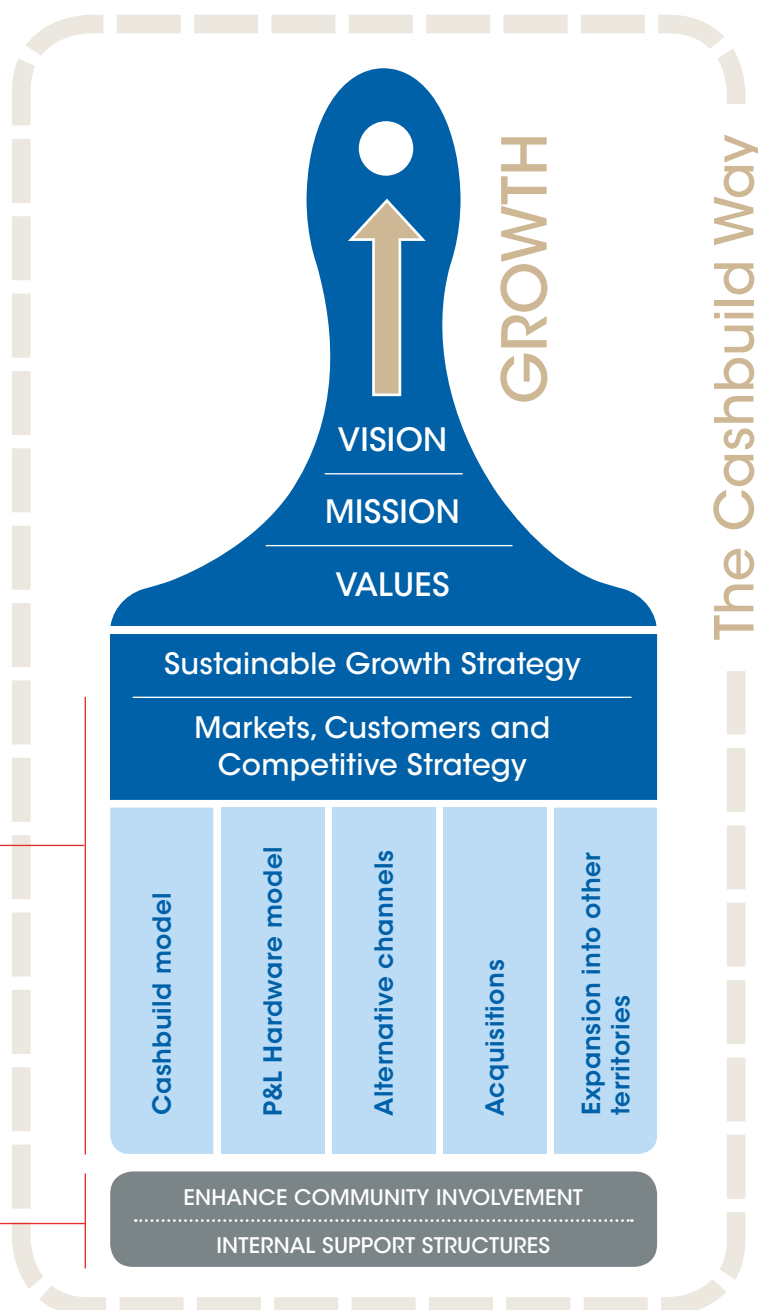 GROWTH
The Cashbuild Way
VISION
MISSION
VALUES
Sustainable Growth Strategy
Markets, Customers and
Competitive Strategy
Cashbuild model
P&L Hardware model
Alternative channels
Acquisitions
Expansion into other
territories
ENHANCE COMMUNITY INVOLVEMENT
INTERNAL SUPPORT STRUCTURES